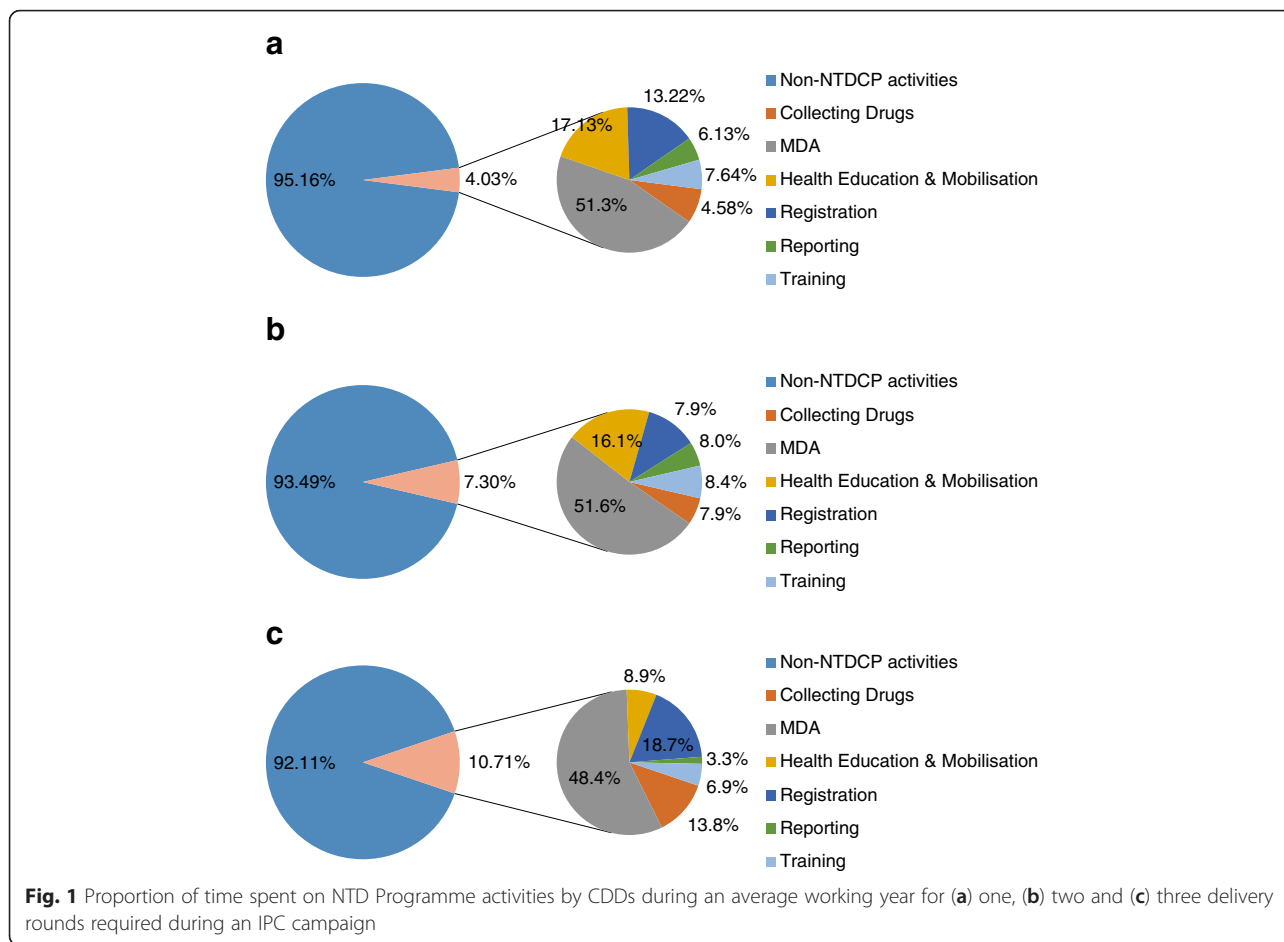 a
95.16%
4.03%
17.13%
13.22%
6.13%
7.64%
4.58%
51.3%
Non-NTDCP activities
Collecting Drugs
MDA
Health Education & Mobilisation
Registration
Reporting
Training
b
93.49%
7.30%
16.1%
7.9%
8.0%
8.4%
7.9%
51.6%
Non-NTDCP activities
Collecting Drugs
MDA
Health Education & Mobilisation
Registration
Reporting
Training
c
92.11%
10.71%
8.9%
18.7%
3.3%
6.9%
13.8%
48.4%
Non-NTDCP activities
Collecting Drugs
MDA
Health Education & Mobilisation
Registration
Reporting
Training
Fig. 1 Proportion of time spent on NTD Programme activities by CDDs during an average working year for (a) one, (b) two and (c) three delivery
rounds required during an IPC campaign